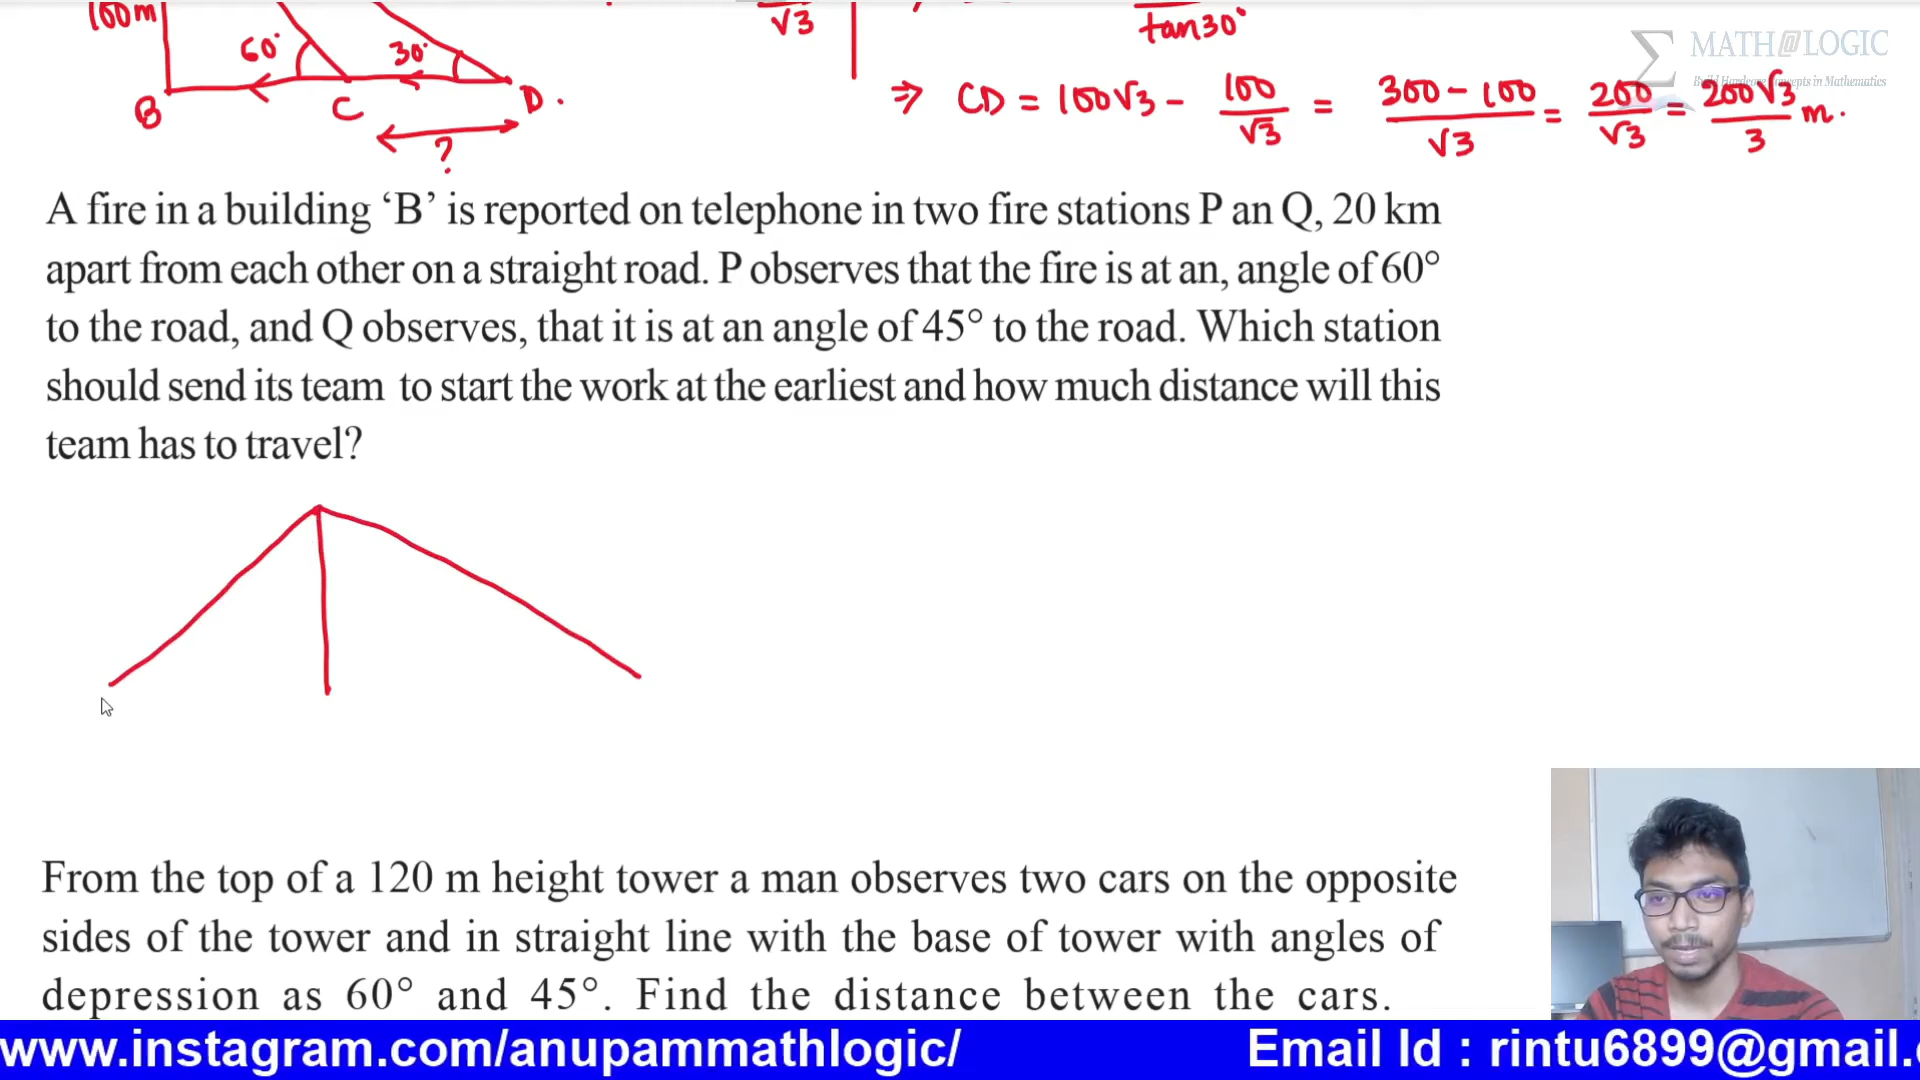 100m
60°
30°
B
C
D.
?
√3
tan30°
⇒ CD = 100√3 - 100/√3 = 300 - 100/√3 = 200/√3 = 200√3/3 m.
MATH@LOGIC
Build Hardcore Concepts in Mathematics
A fire in a building ‘B’ is reported on telephone in two fire stations P an Q, 20 km
apart from each other on a straight road. P observes that the fire is at an, angle of 60°
to the road, and Q observes, that it is at an angle of 45° to the road. Which station
should send its team to start the work at the earliest and how much distance will this
team has to travel?
From the top of a 120 m height tower a man observes two cars on the opposite
sides of the tower and in straight line with the base of tower with angles of
depression as 60° and 45°. Find the distance between the cars.
www.instagram.com/anupammathlogic/
Email Id : rintu6899@gmail.